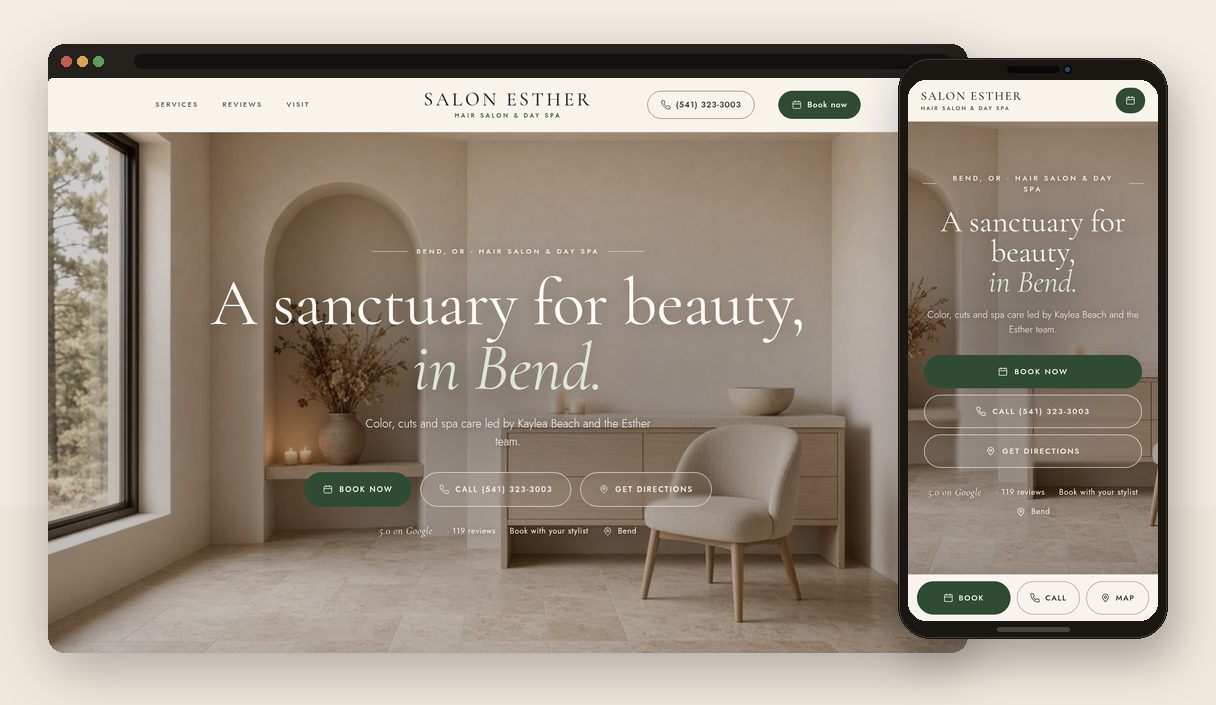 SERVICES REVIEWS VISIT
SALON ESTHER
HAIR SALON & DAY SPA
(541) 323-3003
Book now
BEND, OR · HAIR SALON & DAY SPA
A sanctuary for beauty,
in Bend.
Color, cuts and spa care led by Kaylea Beach and the Esther
team.
BOOK NOW
CALL (541) 323-3003
GET DIRECTIONS
5.0 on Google · 119 reviews Book with your stylist Bend
SALON ESTHER
HAIR SALON & DAY SPA
BEND, OR · HAIR SALON & DAY
SPA
A sanctuary for
beauty,
in Bend.
Color, cuts and spa care led by Kaylea Beach and the
Esther team.
BOOK NOW
CALL (541) 323-3003
GET DIRECTIONS
5.0 on Google · 119 reviews Book with your stylist
Bend
BOOK CALL MAP